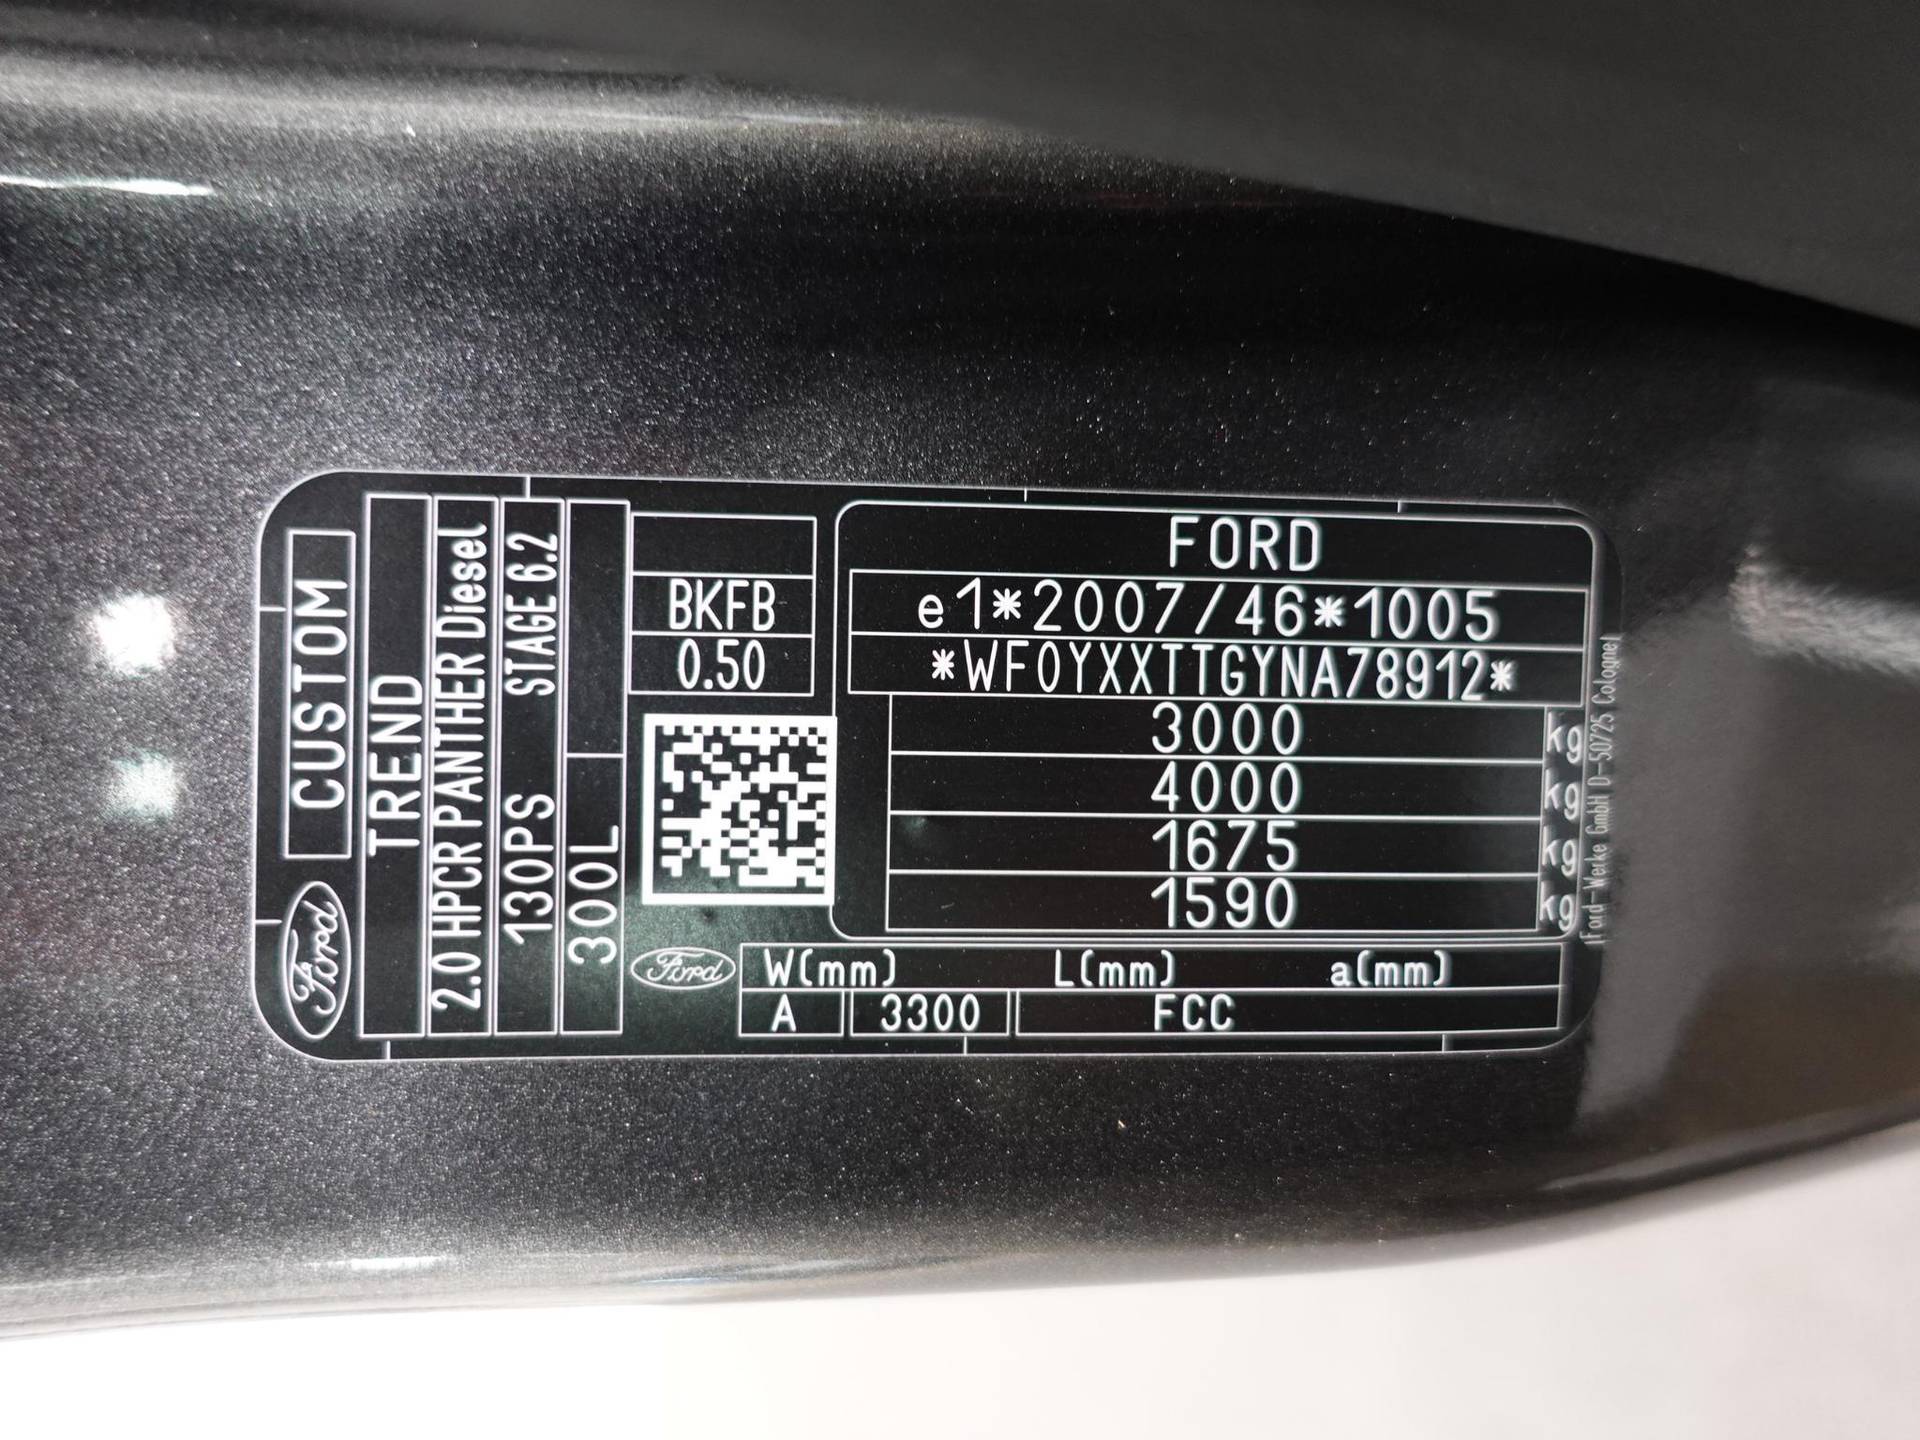 Ford
CUSTOM
TREND
2.0 HPCR PANTHER Diesel
130PS STAGE 6.2
300L
BKFB
0.50
FORD
e1*2007/46*1005
*WF0YXXTTGYNA78912*
3000 kg
4000 kg
1675 kg
1590 kg
Ford-Werke GmbH D-50725 Cologne
Ford
W(mm) L(mm) a(mm)
A 3300 FCC